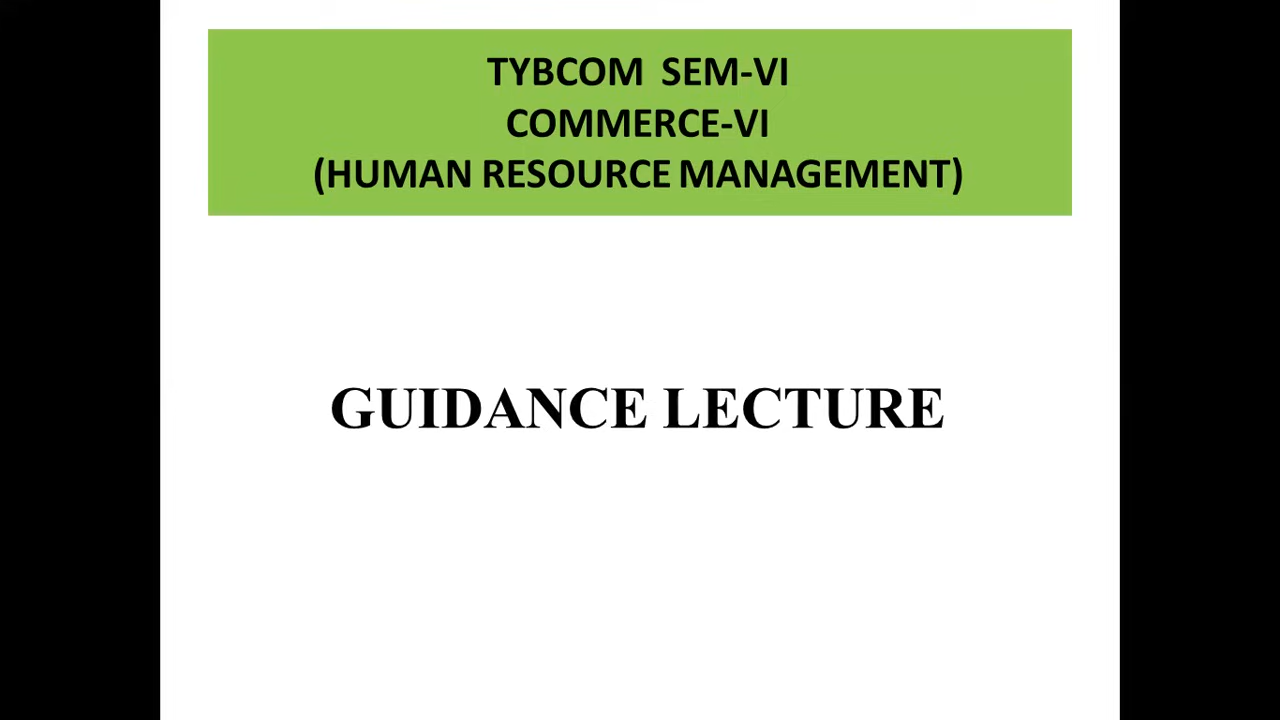 TYBCOM SEM-VI
COMMERCE-VI
(HUMAN RESOURCE MANAGEMENT)
GUIDANCE LECTURE